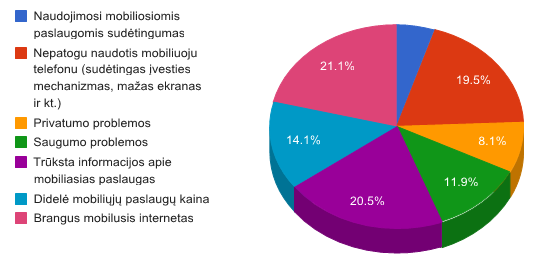 Naudojimosi mobiliosiomis
paslaugomis sudėtingumas
Nepatogu naudotis mobiliuoju
telefonu (sudėtingas įvesties
mechanizmas, mažas ekranas
ir kt.)
Privatumo problemos
Saugumo problemos
Trūksta informacijos apie
mobiliasias paslaugas
Didelė mobiliųjų paslaugų kaina
Brangus mobilusis internetas
21.1%
19.5%
14.1%
8.1%
11.9%
20.5%